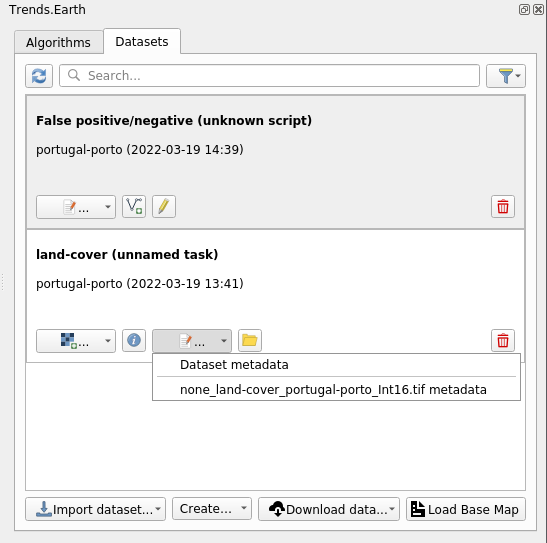 Trends.Earth
Algorithms
Datasets
Search...
False positive/negative (unknown script)
portugal-porto (2022-03-19 14:39)
...
land-cover (unnamed task)
portugal-porto (2022-03-19 13:41)
... ...
Dataset metadata
none_land-cover_portugal-porto_Int16.tif metadata
Import dataset... Create... Download data... Load Base Map